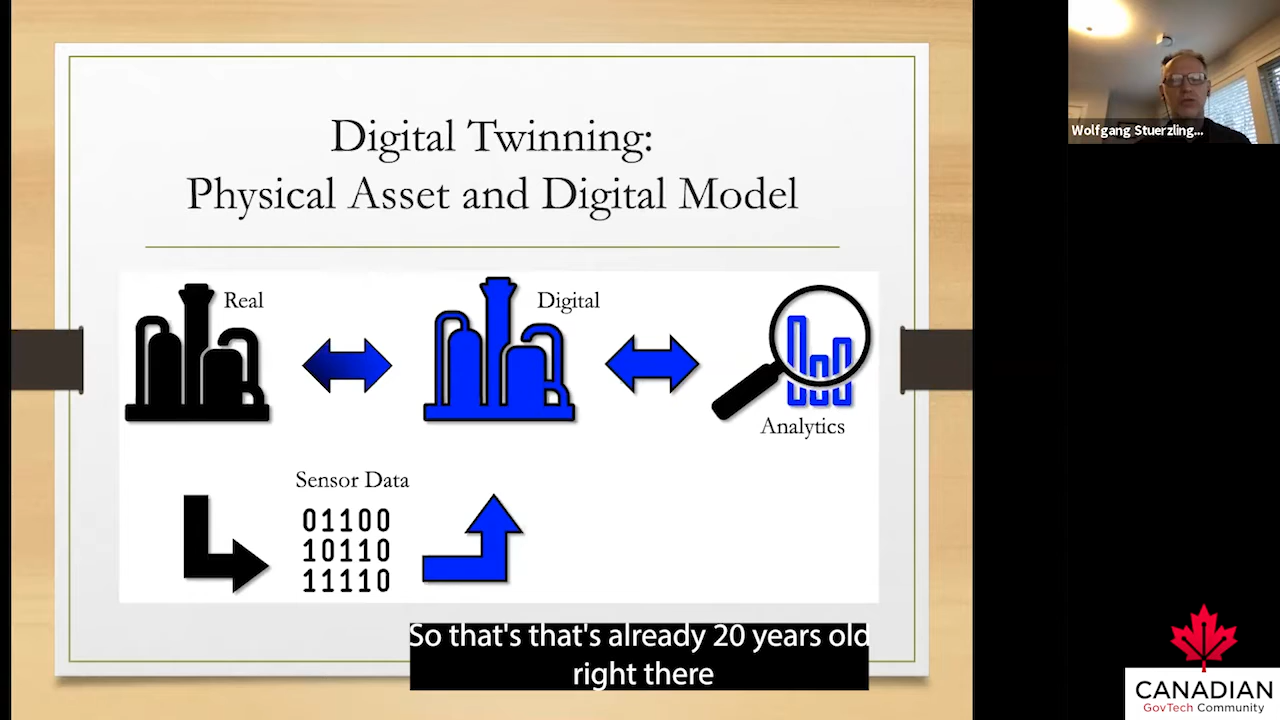 Digital Twinning:
Physical Asset and Digital Model
Real
Digital
Analytics
Sensor Data
01100
10110
11110
So that's that's already 20 years old
right there
Wolfgang Stuerzling...
CANADIAN
GovTech Community